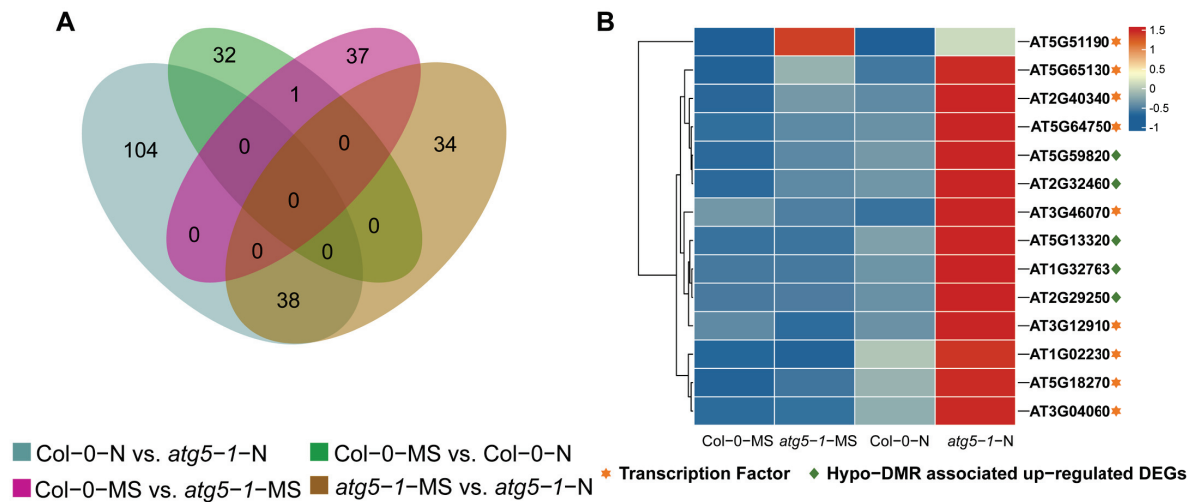 A
32
37
1
104
0
0
34
0
0
0
0
0
38
Col-0-N vs. atg5-1-N
Col-0-MS vs. Col-0-N
Col-0-MS vs. atg5-1-MS
atg5-1-MS vs. atg5-1-N
B
AT5G51190
AT5G65130
AT2G40340
AT5G64750
AT5G59820
AT2G32460
AT3G46070
AT5G13320
AT1G32763
AT2G29250
AT3G12910
AT1G02230
AT5G18270
AT3G04060
1.5
1
0.5
0
-0.5
-1
Col-0-MS atg5-1-MS Col-0-N atg5-1-N
Transcription Factor Hypo-DMR associated up-regulated DEGs